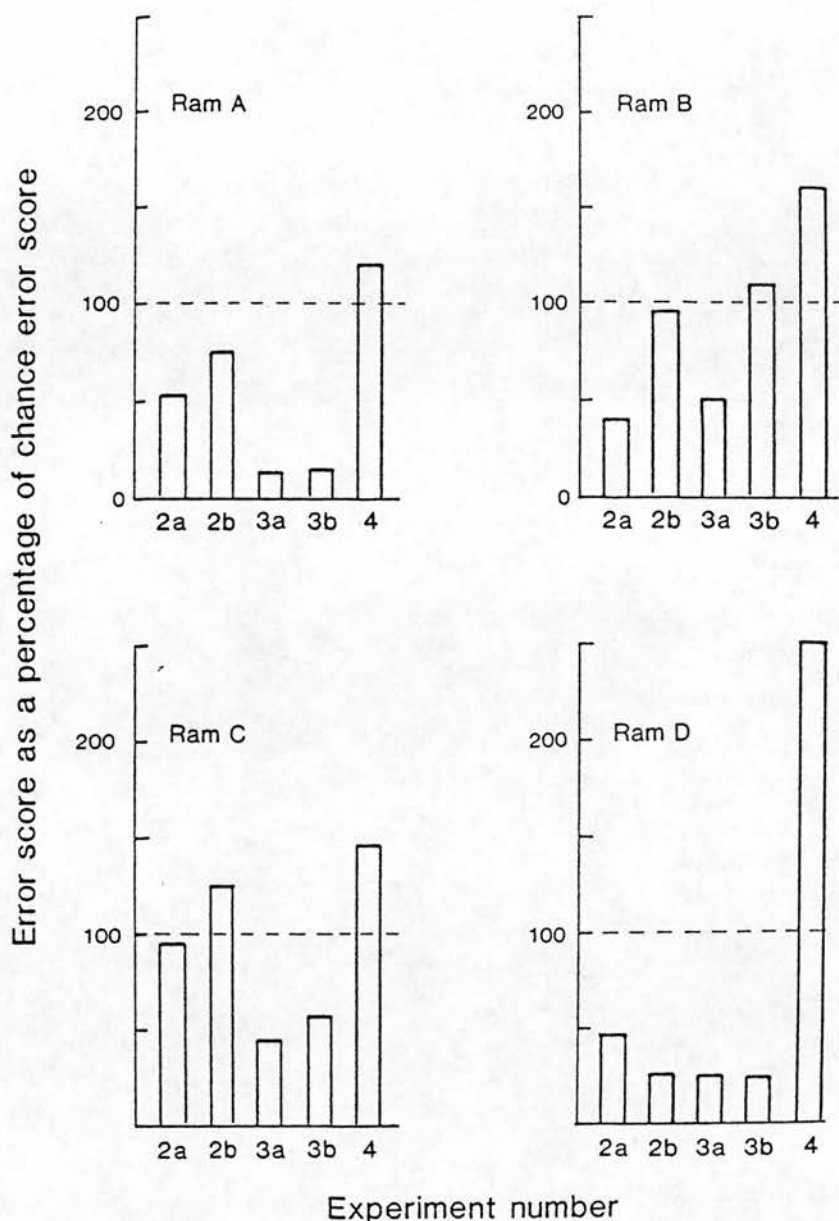 Error score as a percentage of chance error score
Ram A
200
100
0
2a 2b 3a 3b 4
Ram B
200
100
0
2a 2b 3a 3b 4
Ram C
200
100
2a 2b 3a 3b 4
Ram D
200
100
2a 2b 3a 3b 4
Experiment number